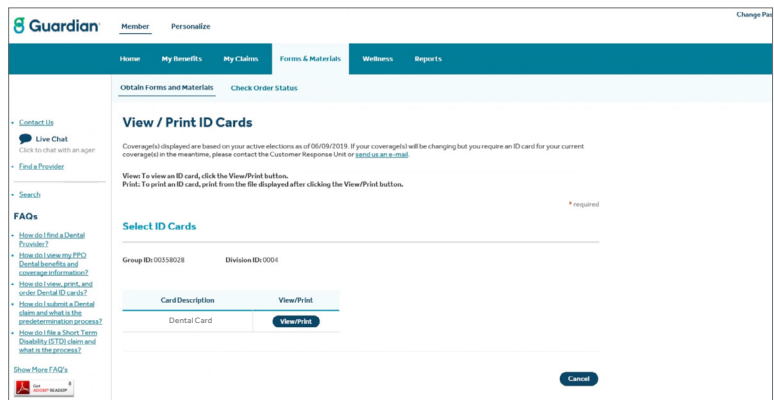 Change Pas
Guardian
Member Personalize
Home My Benefits My Claims Forms & Materials Wellness Reports
Obtain Forms and Materials Check Order Status
Contact Us
Live Chat
Click to chat with an agen
Find a Provider
Search
FAQs
How do I find a Dental
Provider?
How do I view my PPO
Dental benefits and
coverage information?
How do I view, print, and
order Dental ID cards?
How do I submit a Dental
claim and what is the
predetermination process?
How do I file a Short Term
Disability (STD) claim and
what is the process?
Show More FAQ's
Get
ADOBE® READER®
View / Print ID Cards
Coverage(s) displayed are based on your active elections as of 06/09/2019. If your coverage(s) will be changing but you require an ID card for your current
coverage(s) in the meantime, please contact the Customer Response Unit or send us an e-mail.
View: To view an ID card, click the View/Print button.
Print: To print an ID card, print from the file displayed after clicking the View/Print button.
* required
Select ID Cards
Group ID: 00358028 Division ID: 0004
Card Description View/Print
Dental Card View/Print
Cancel